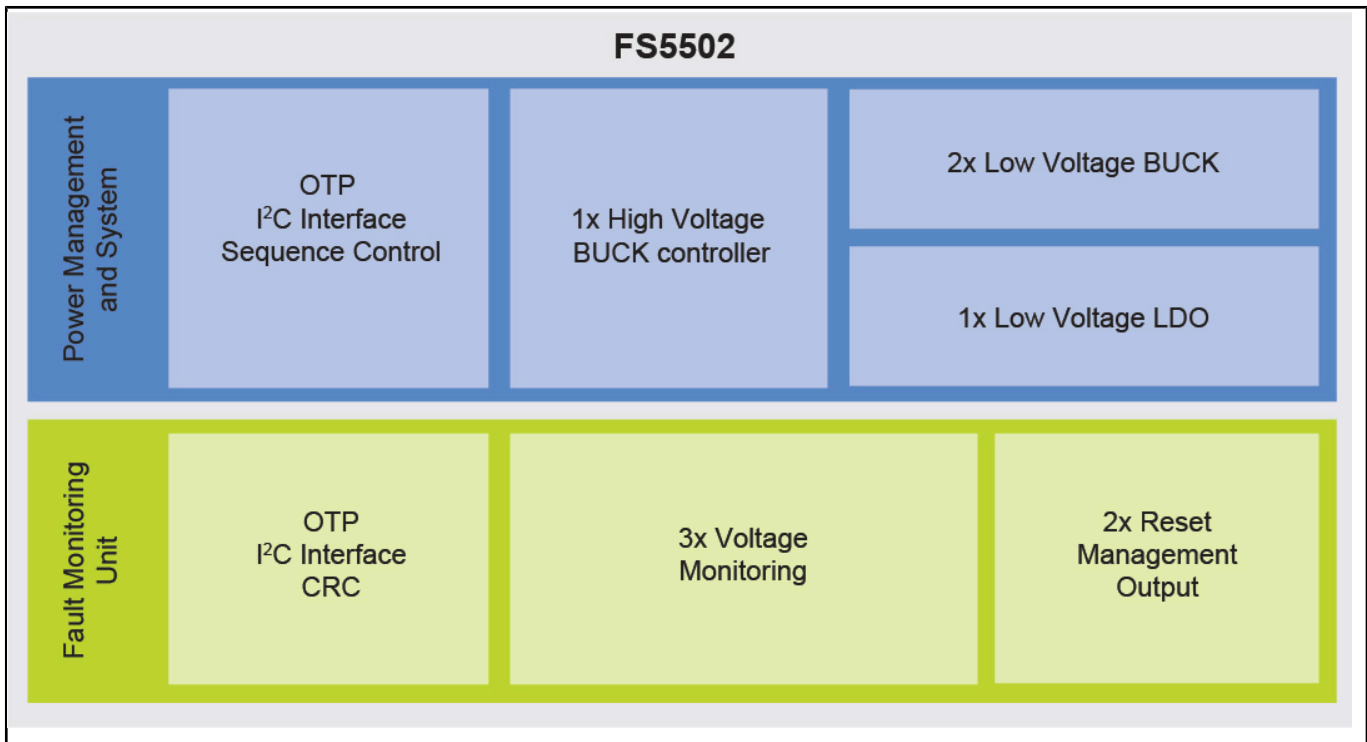 FS5502
Power Management
and System
OTP
I²C Interface
Sequence Control
1x High Voltage
BUCK controller
2x Low Voltage BUCK
1x Low Voltage LDO
Fault Monitoring
Unit
OTP
I²C Interface
CRC
3x Voltage
Monitoring
2x Reset
Management
Output